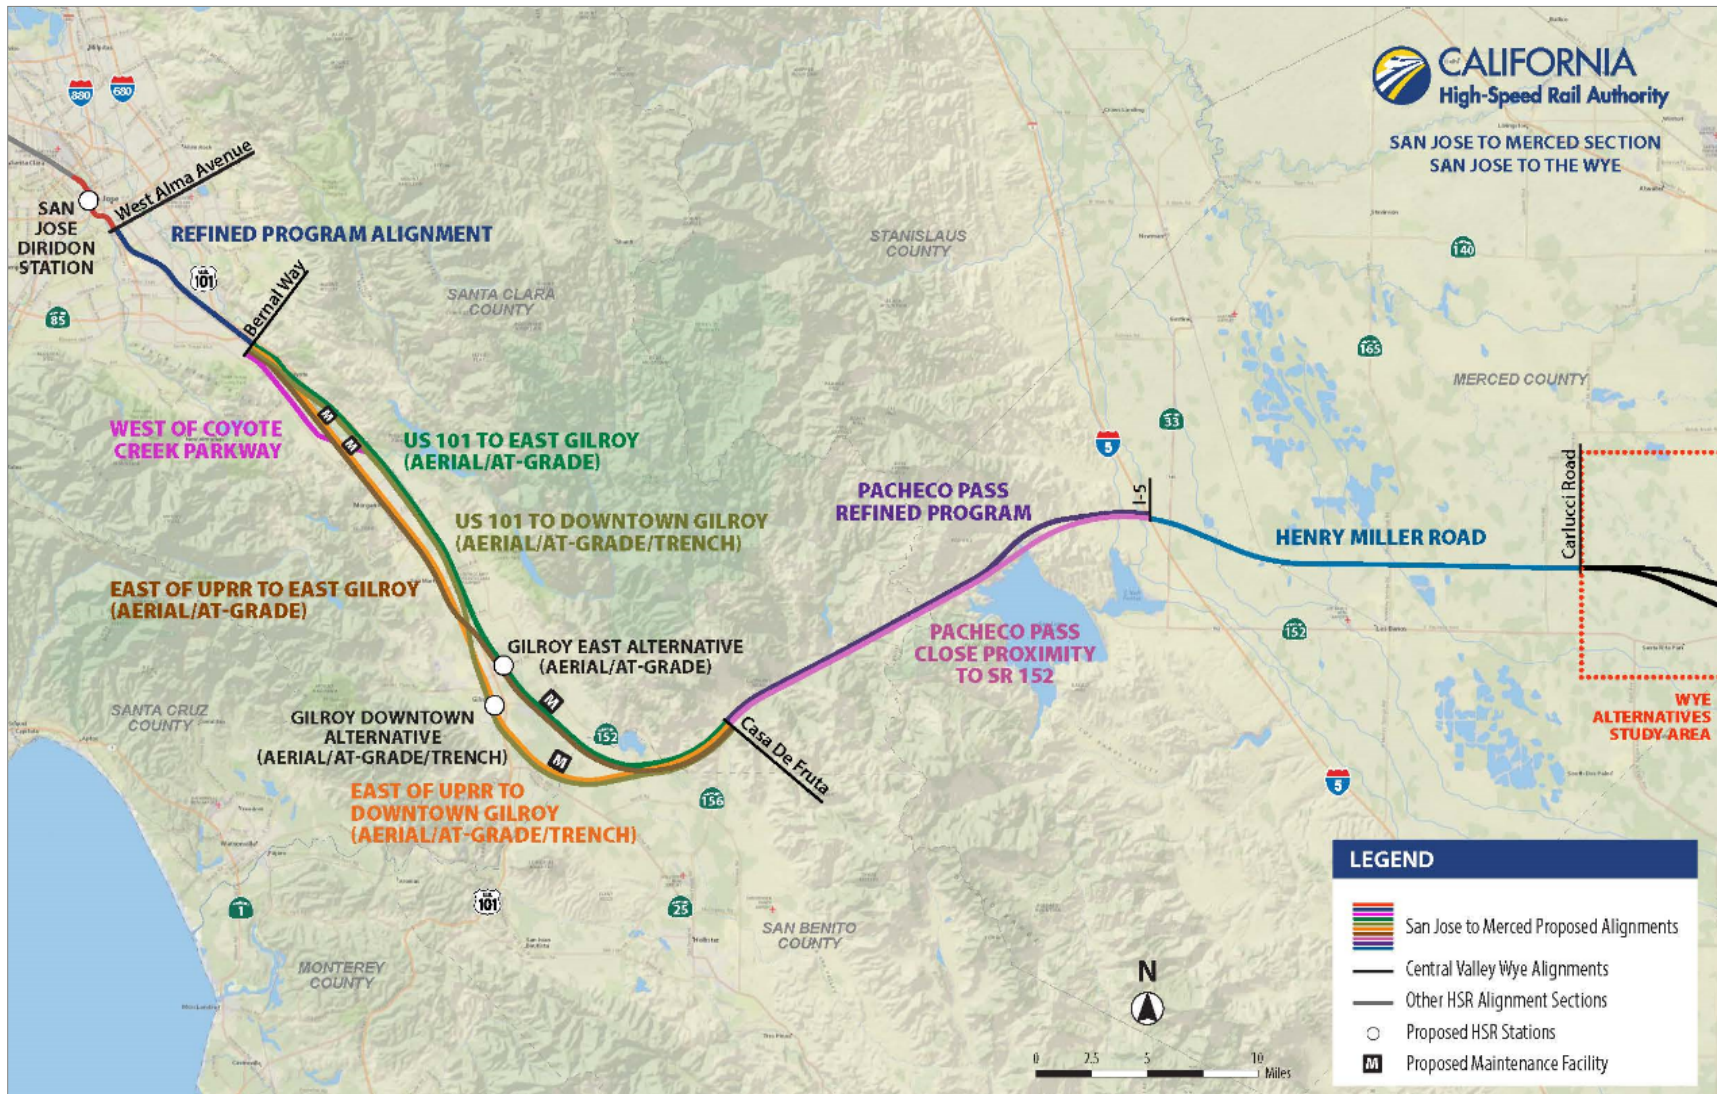 CALIFORNIA
High-Speed Rail Authority
SAN JOSE TO MERCED SECTION
SAN JOSE TO THE WYE
880
680
West Alma Avenue
SAN
JOSE
DIRIDON
STATION
REFINED PROGRAM ALIGNMENT
101
Bernal Way
85
SANTA CLARA
COUNTY
STANISLAUS
COUNTY
140
165
MERCED COUNTY
33
5
WEST OF COYOTE
CREEK PARKWAY
M
M
US 101 TO EAST GILROY
(AERIAL/AT-GRADE)
US 101 TO DOWNTOWN GILROY
(AERIAL/AT-GRADE/TRENCH)
PACHECO PASS
REFINED PROGRAM
I-5
HENRY MILLER ROAD
Carlucci Road
EAST OF UPRR TO EAST GILROY
(AERIAL/AT-GRADE)
GILROY EAST ALTERNATIVE
(AERIAL/AT-GRADE)
PACHECO PASS
CLOSE PROXIMITY
TO SR 152
152
Los Banos
WYE
ALTERNATIVES
STUDY AREA
SANTA CRUZ
COUNTY
GILROY DOWNTOWN
ALTERNATIVE
(AERIAL/AT-GRADE/TRENCH)
M
152
M
Casa De Fruta
156
5
EAST OF UPRR TO
DOWNTOWN GILROY
(AERIAL/AT-GRADE/TRENCH)
1
101
25
SAN BENITO
COUNTY
Hollister
MONTEREY
COUNTY
N
0 2.5 5 10
Miles
LEGEND
San Jose to Merced Proposed Alignments
Central Valley Wye Alignments
Other HSR Alignment Sections
Proposed HSR Stations
M Proposed Maintenance Facility